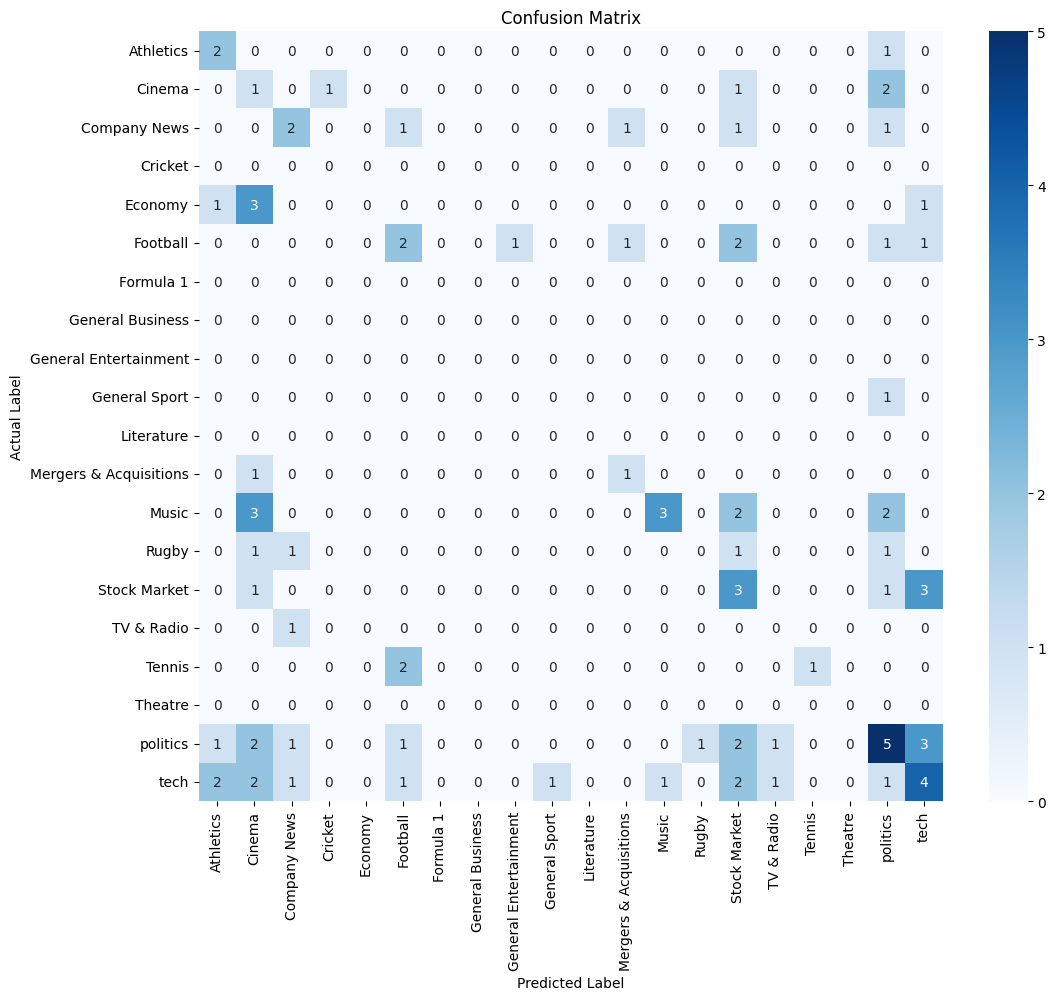 Confusion Matrix
Athletics 2 0 0 0 0 0 0 0 0 0 0 0 0 0 0 0 0 0 1 0
Cinema 0 1 0 1 0 0 0 0 0 0 0 0 0 0 1 0 0 0 2 0
Company News 0 0 2 0 0 1 0 0 0 0 0 1 0 0 1 0 0 0 1 0
Cricket 0 0 0 0 0 0 0 0 0 0 0 0 0 0 0 0 0 0 0 0
Economy 1 3 0 0 0 0 0 0 0 0 0 0 0 0 0 0 0 0 0 1
Football 0 0 0 0 0 2 0 0 1 0 0 1 0 0 2 0 0 0 1 1
Formula 1 0 0 0 0 0 0 0 0 0 0 0 0 0 0 0 0 0 0 0 0
General Business 0 0 0 0 0 0 0 0 0 0 0 0 0 0 0 0 0 0 0 0
General Entertainment 0 0 0 0 0 0 0 0 0 0 0 0 0 0 0 0 0 0 0 0
General Sport 0 0 0 0 0 0 0 0 0 0 0 0 0 0 0 0 0 0 1 0
Literature 0 0 0 0 0 0 0 0 0 0 0 0 0 0 0 0 0 0 0 0
Mergers & Acquisitions 0 1 0 0 0 0 0 0 0 0 0 1 0 0 0 0 0 0 0 0
Music 0 3 0 0 0 0 0 0 0 0 0 0 3 0 2 0 0 0 2 0
Rugby 0 1 1 0 0 0 0 0 0 0 0 0 0 0 1 0 0 0 1 0
Stock Market 0 1 0 0 0 0 0 0 0 0 0 0 0 0 3 0 0 0 1 3
TV & Radio 0 0 1 0 0 0 0 0 0 0 0 0 0 0 0 0 0 0 0 0
Tennis 0 0 0 0 0 2 0 0 0 0 0 0 0 0 0 0 1 0 0 0
Theatre 0 0 0 0 0 0 0 0 0 0 0 0 0 0 0 0 0 0 0 0
politics 1 2 1 0 0 1 0 0 0 0 0 0 0 1 2 1 0 0 5 3
tech 2 2 1 0 0 1 0 0 0 1 0 0 1 0 2 1 0 0 1 4
Actual Label
Athletics
Cinema
Company News
Cricket
Economy
Football
Formula 1
General Business
General Entertainment
General Sport
Literature
Mergers & Acquisitions
Music
Rugby
Stock Market
TV & Radio
Tennis
Theatre
politics
tech
Predicted Label
5
4
3
2
1
0